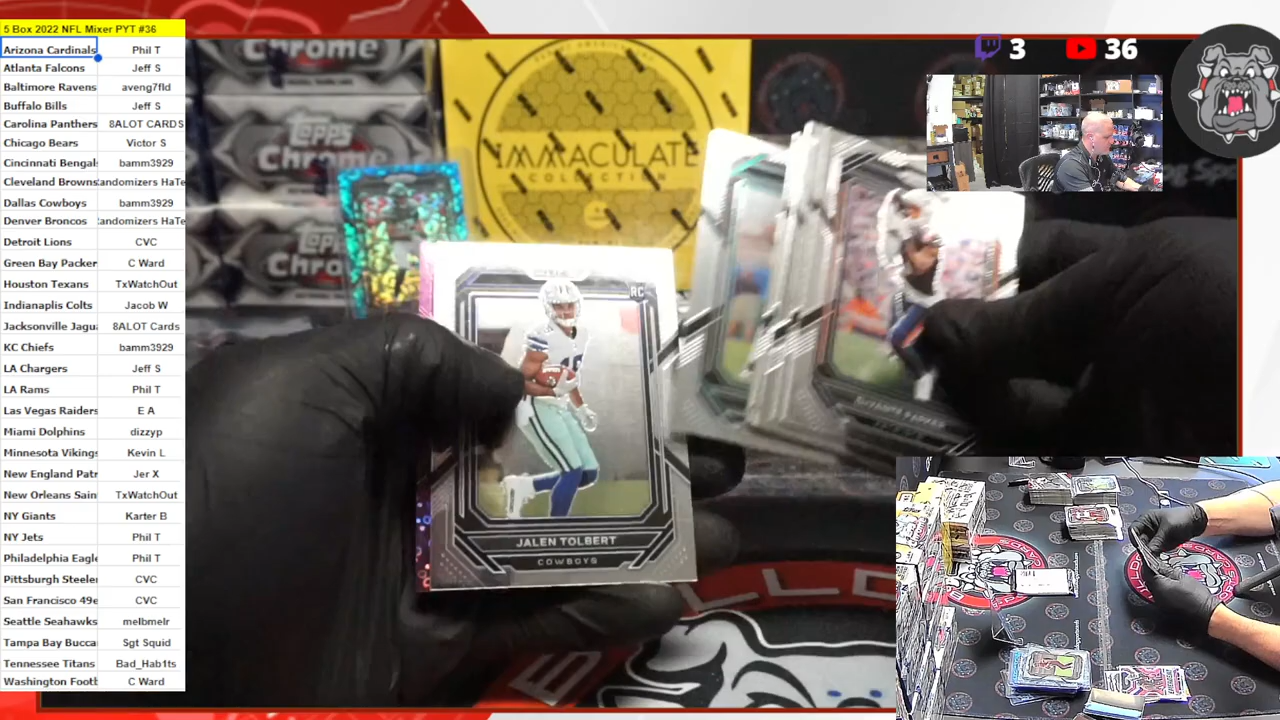 5 Box 2022 NFL Mixer PYT #36
Arizona Cardinals Phil T
Atlanta Falcons Jeff S
Baltimore Ravens aveng7fld
Buffalo Bills Jeff S
Carolina Panthers 8ALOT CARDS
Chicago Bears Victor S
Cincinnati Bengals bamm3929
Cleveland Browns andomizers HaTe
Dallas Cowboys bamm3929
Denver Broncos andomizers HaTe
Detroit Lions CVC
Green Bay Packer C Ward
Houston Texans TxWatchOut
Indianaplis Colts Jacob W
Jacksonville Jagua 8ALOT Cards
KC Chiefs bamm3929
LA Chargers Jeff S
LA Rams Phil T
Las Vegas Raiders E A
Miami Dolphins dizzyp
Minnesota Vikings Kevin L
New England Patr Jer X
New Orleans Sain TxWatchOut
NY Giants Karter B
NY Jets Phil T
Philadelphia Eagle Phil T
Pittsburgh Steeler CVC
San Francisco 49e CVC
Seattle Seahawks melbmelr
Tampa Bay Bucca Sgt Squid
Tennessee Titans Bad_Hab1ts
Washington Footb C Ward
3 36
Chrome
Topps
Chrome
Topps
Chro
IMMACULATE
COLLECTION
RC
JALEN TOLBERT
COWBOYS